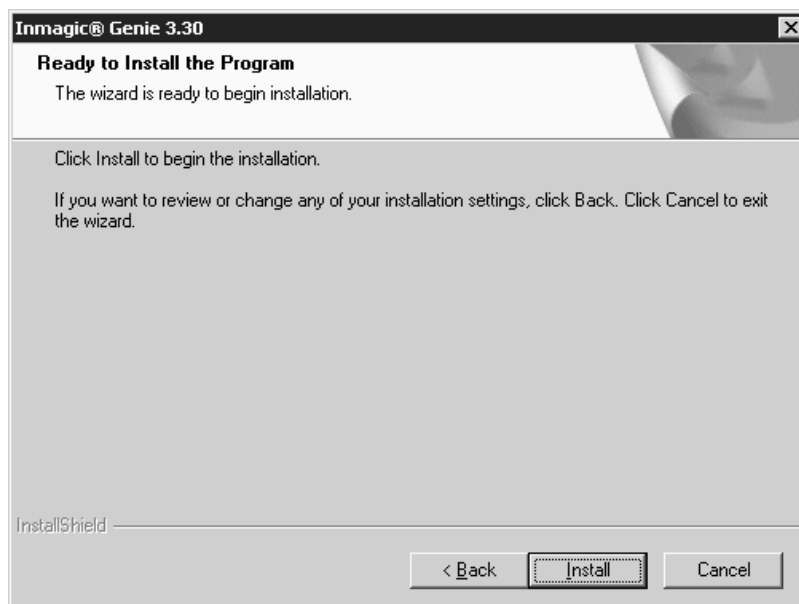 Inmagic® Genie 3.30
Ready to Install the Program
The wizard is ready to begin installation.
Click Install to begin the installation.
If you want to review or change any of your installation settings, click Back. Click Cancel to exit
the wizard.
InstallShield
< Back
Install
Cancel